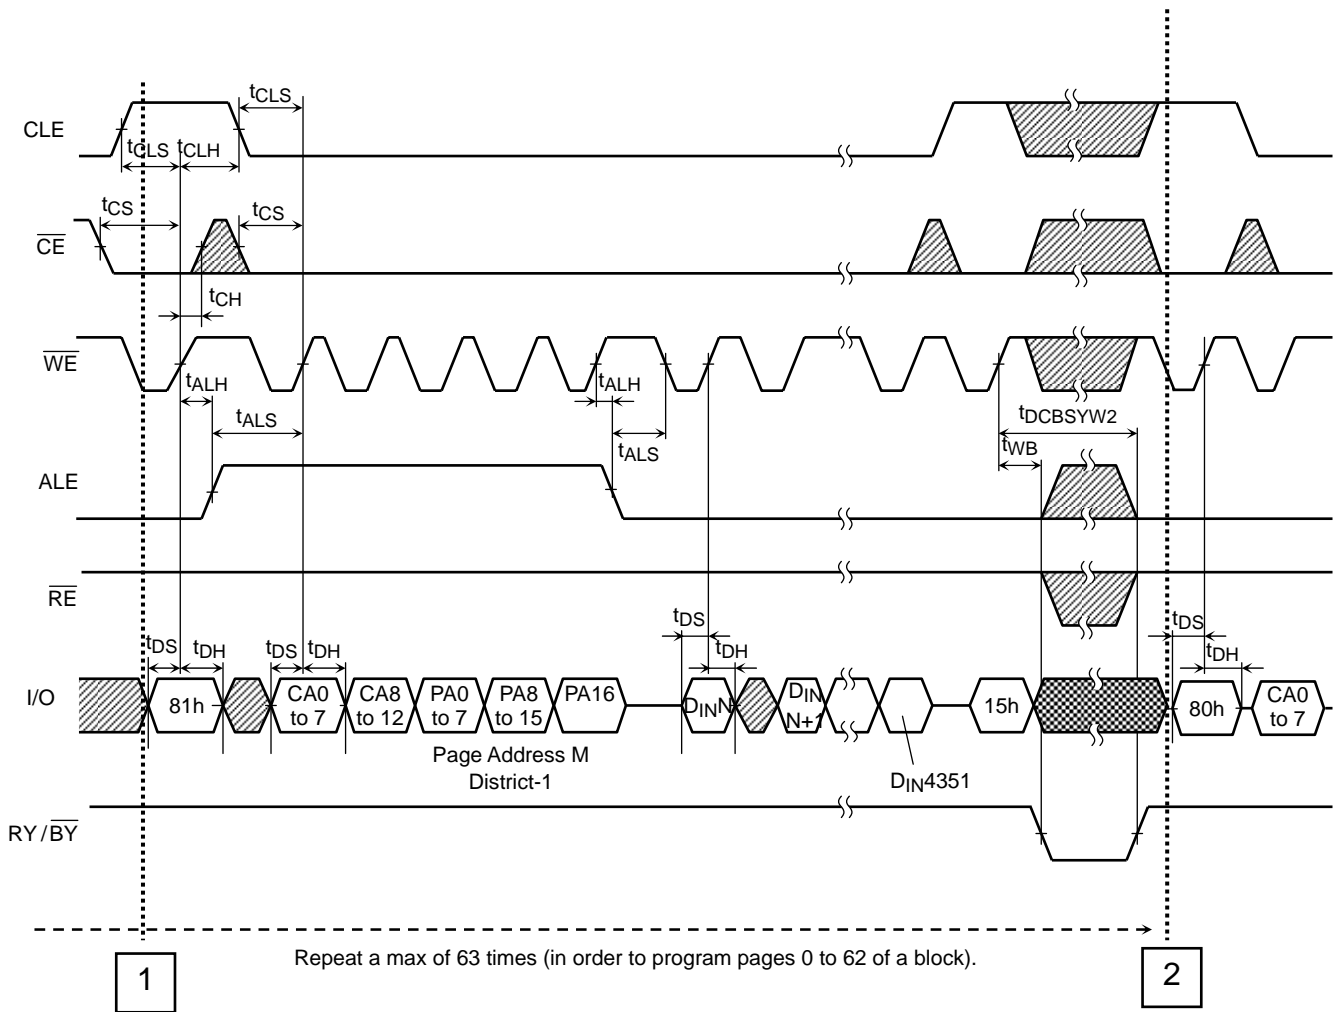 tCLS
CLE
tCLS tCLH
tCS tCS
CE
tCH
WE
tALH tALH
tALS tDCBSYW2
tALS tWB
ALE
RE
tDS tDH tDS tDH tDS tDH tDS tDH
I/O
81h
CA0 to 7
CA8 to 12
PA0 to 7
PA8 to 15
PA16
DINN
DIN N+1
15h
80h
CA0 to 7
Page Address M
District-1
DIN4351
RY/BY
Repeat a max of 63 times (in order to program pages 0 to 62 of a block).
1
2